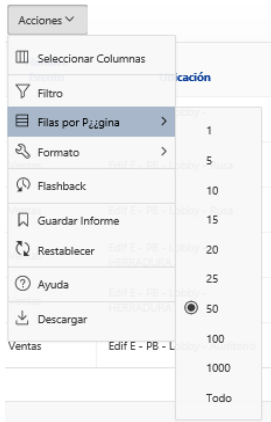 Acciones
Seleccionar Columnas
Ubicación
Filtro
Filas por P¿¿gina
1
Formato
5
Flashback
10
Guardar Informe
15
Restablecer
20
Ayuda
25
Descargar
50
Ventas
Edif E - PB - L
100
1000
Todo